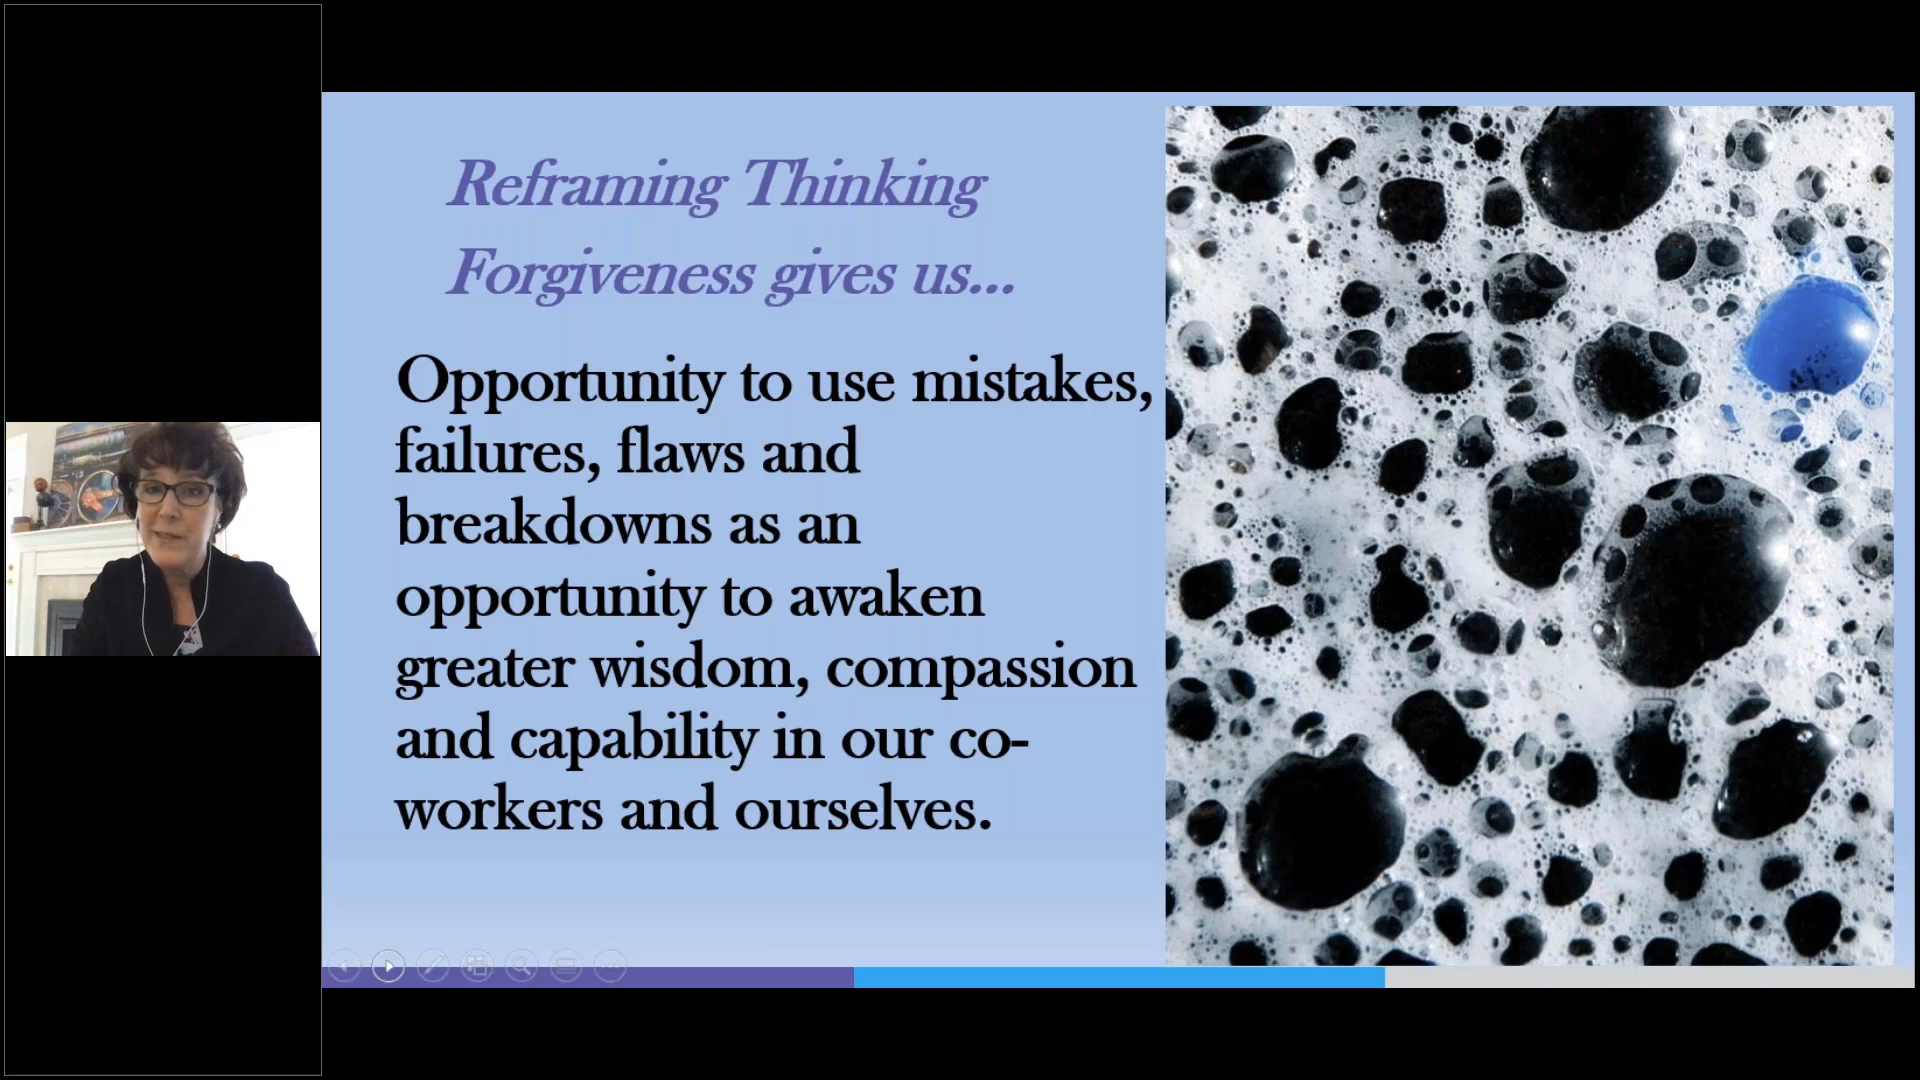 Reframing Thinking
Forgiveness gives us...
Opportunity to use mistakes,
failures, flaws and
breakdowns as an
opportunity to awaken
greater wisdom, compassion
and capability in our co-
workers and ourselves.